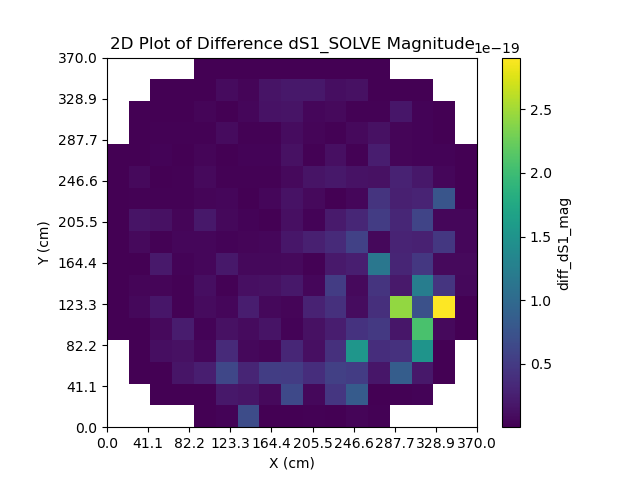 2D Plot of Difference dS1_SOLVE Magnitude
1e−19
370.0
328.9
287.7
246.6
205.5
164.4
123.3
82.2
41.1
0.0
Y (cm)
0.0 41.1 82.2 123.3 164.4 205.5 246.6 287.7 328.9 370.0
X (cm)
2.5
2.0
1.5
1.0
0.5
diff_dS1_mag